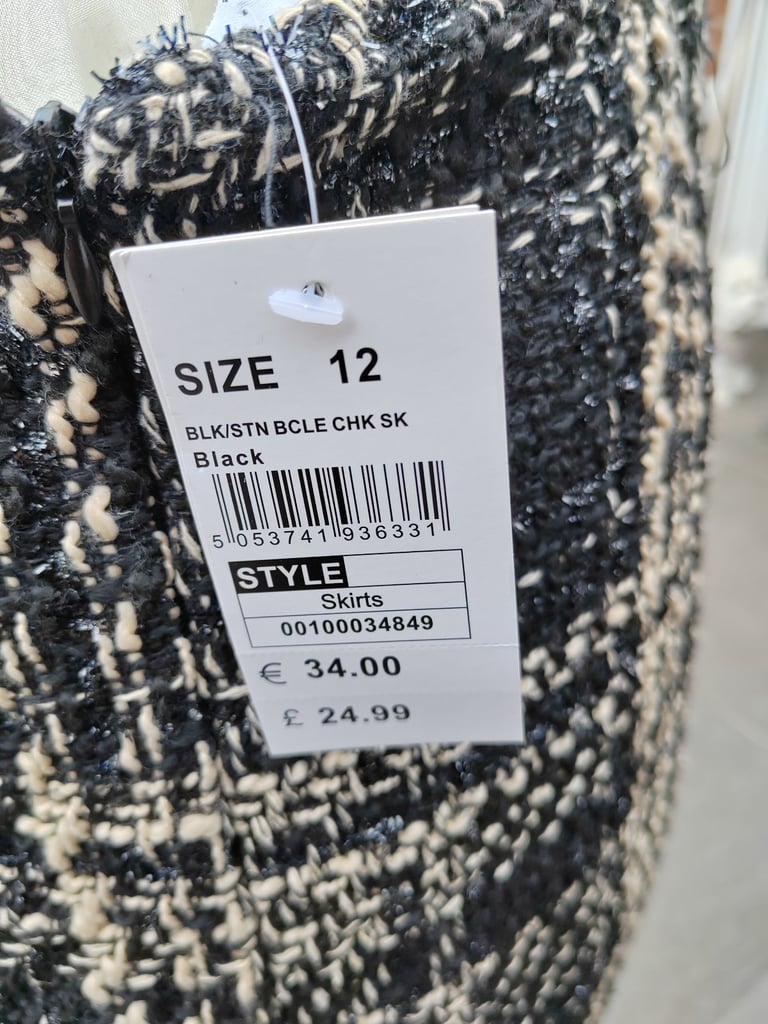 SIZE 12
BLK/STN BCLE CHK SK
Black
5 053741 936331
STYLE
Skirts
00100034849
€ 34.00
£ 24.99